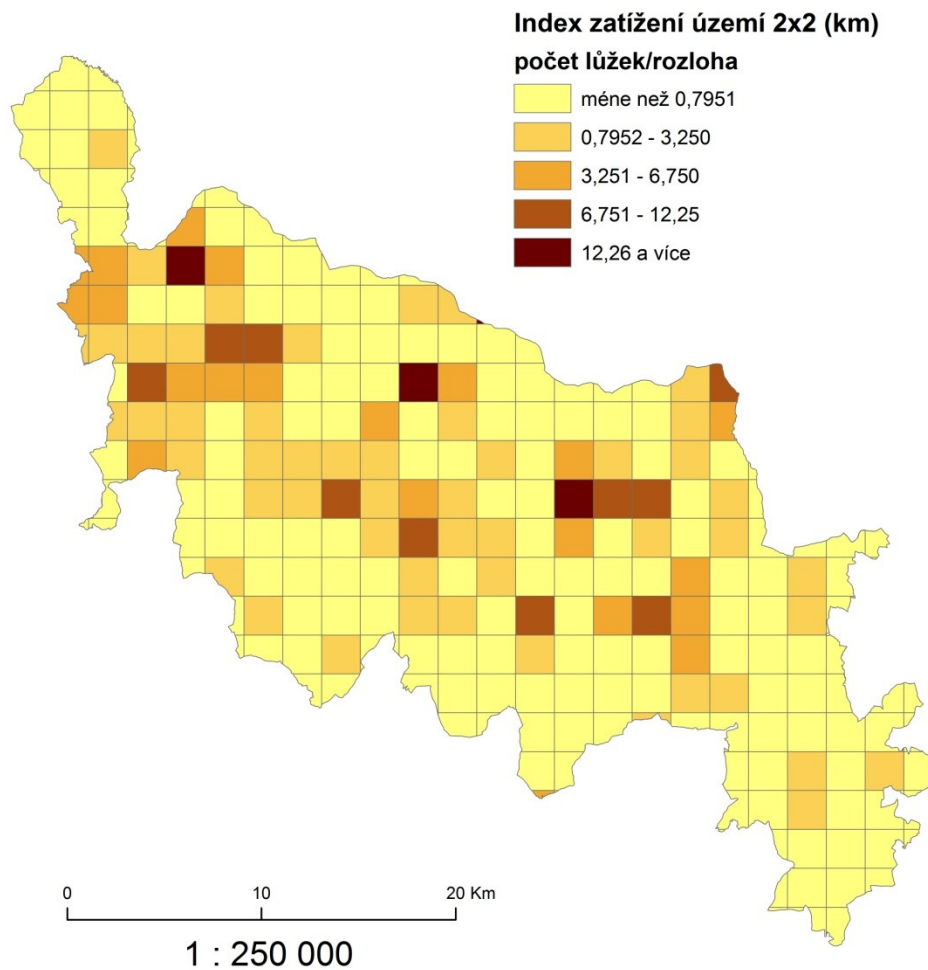 Index zatížení území 2x2 (km)
počet lůžek/rozloha
méne než 0,7951
0,7952 - 3,250
3,251 - 6,750
6,751 - 12,25
12,26 a více
0 10 20 Km
1 : 250 000